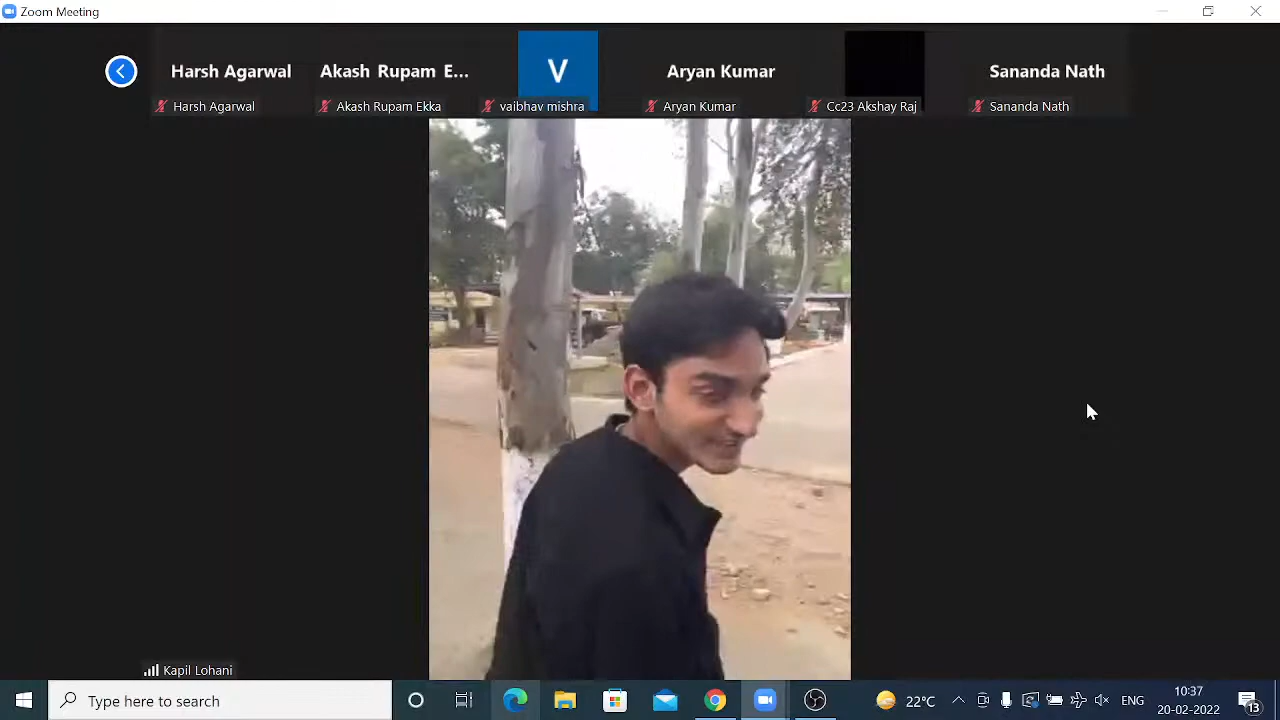 Zoom Meeting
Harsh Agarwal
Akash Rupam E...
V
Aryan Kumar
Sananda Nath
Harsh Agarwal
Akash Rupam Ekka
vaibhav mishra
Aryan Kumar
Cc23 Akshay Raj
Sananda Nath
Kapil Lohani
Type here to search
22°C
ENG
10:37
20-02-2022
13